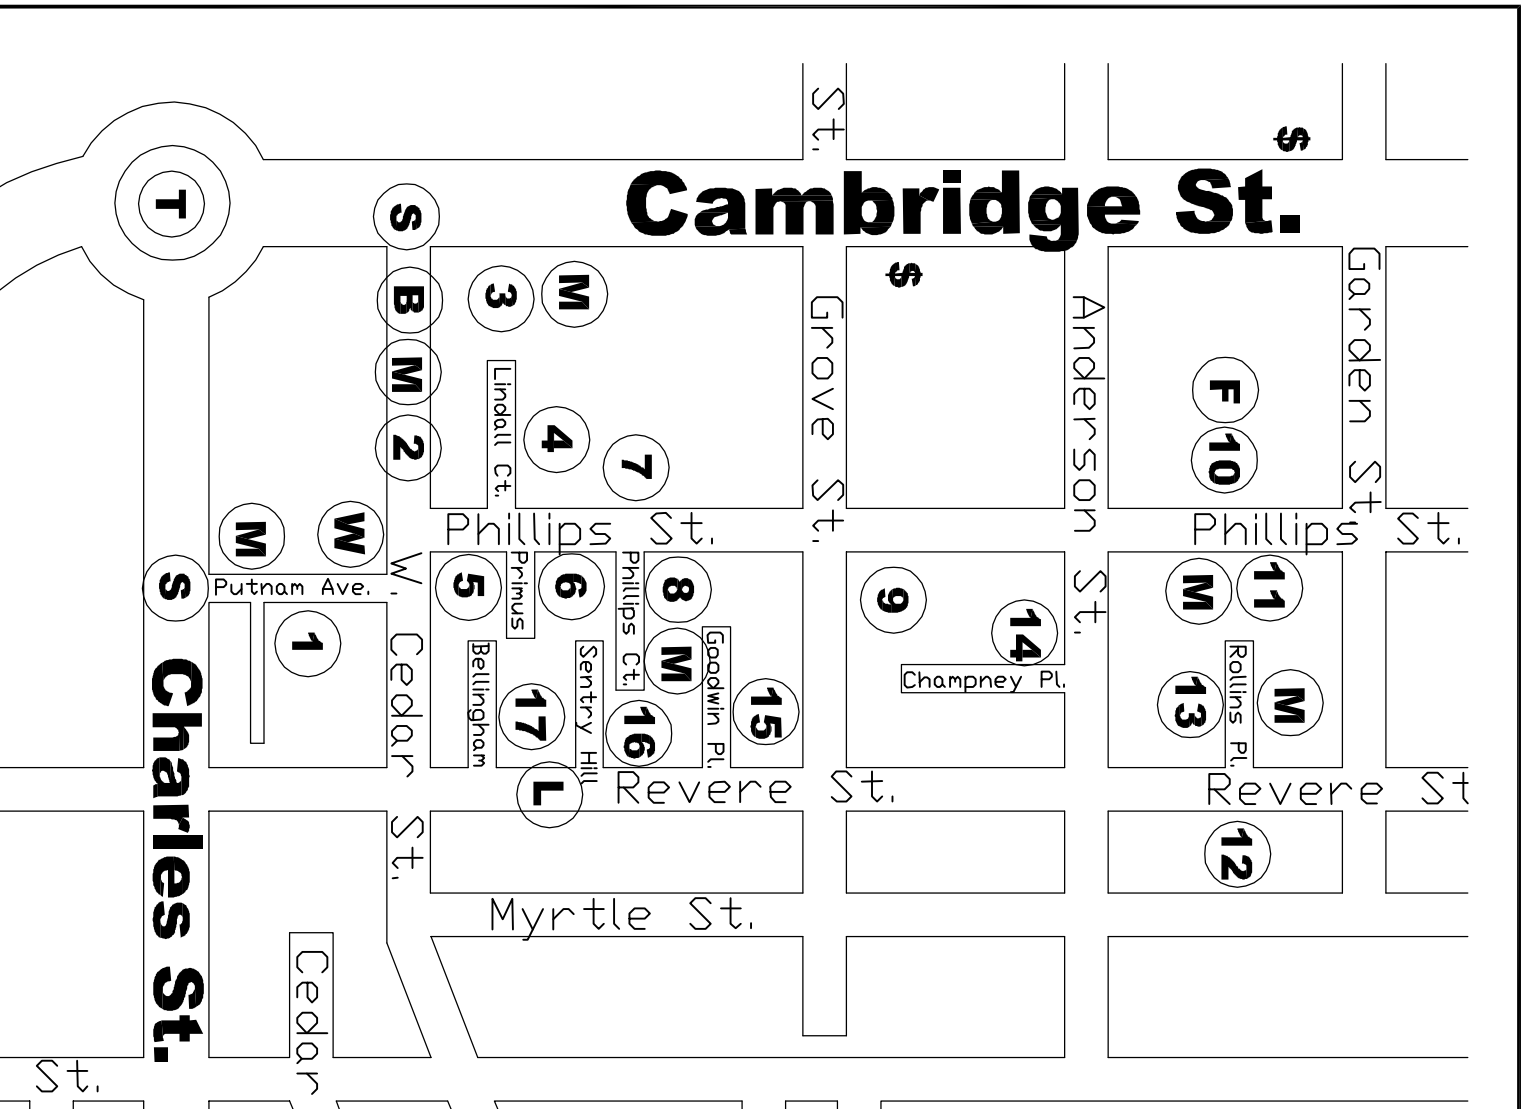 St.
$
T
S
Cambridge St.
$
B
3
M
Grove St.
Anderson St.
Garden St
M
Lindall Ct.
F
2
4
7
10
Phillips St.
Phillips St.
M
W
S
Putnam Ave.
W. Cedar St.
5
Primus
6
Phillips Ct.
8
9
M
11
1
14
M
Goodwin Pl.
Champney Pl.
Bellingham
17
Sentry Hill
16
15
13
Rollins Pl.
M
Charles St.
L
Revere St.
Revere St
12
Myrtle St.
Cedar
St.